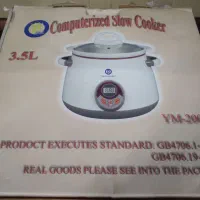 Computerized Slow Cooker
3.5L
YM-20
PRODUCT EXECUTES STANDARD: GB4706.1-
GB4706.19-
REAL GOODS PLEASE SEE INTO THE PAC